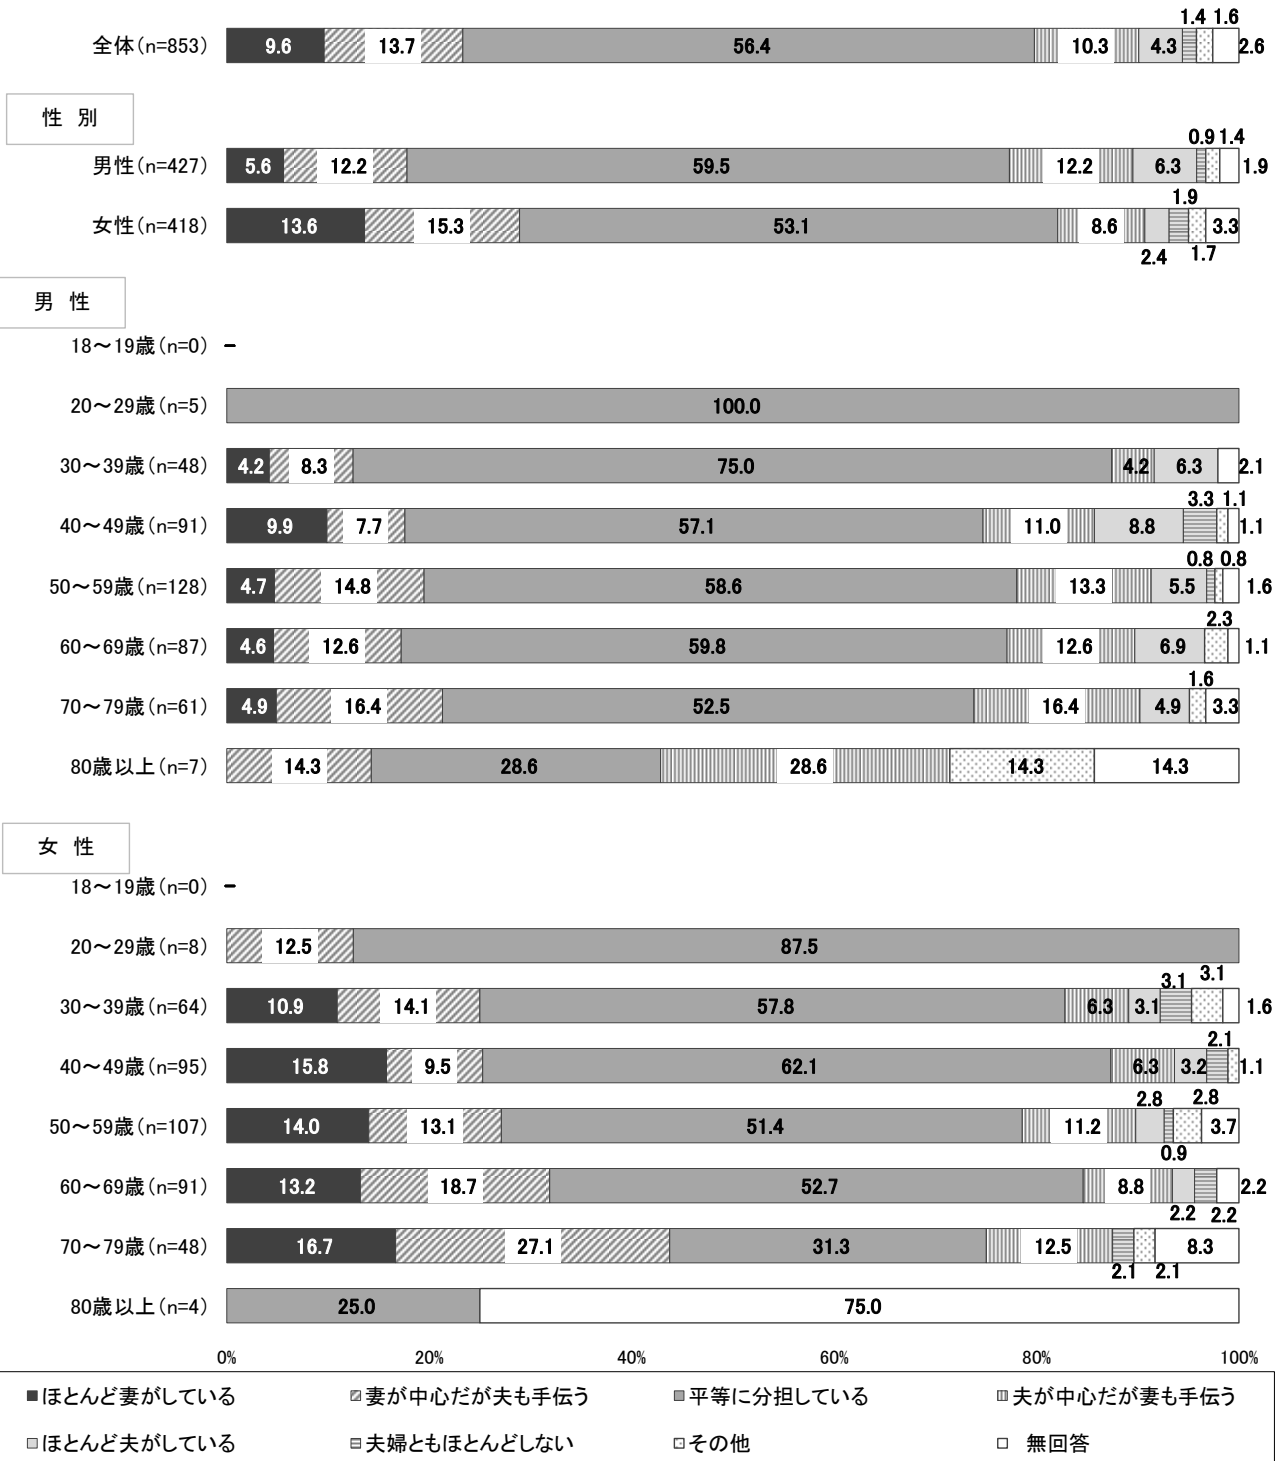 1.4 1.6
全体(n=853) 9.6 13.7 56.4 10.3 4.3 2.6
性 別
0.9 1.4
男性(n=427) 5.6 12.2 59.5 12.2 6.3 1.9
1.9
女性(n=418) 13.6 15.3 53.1 8.6 3.3
2.4 1.7
男 性
18～19歳(n=0) -
20～29歳(n=5) 100.0
30～39歳(n=48) 4.2 8.3 75.0 4.2 6.3 2.1
3.3 1.1
40～49歳(n=91) 9.9 7.7 57.1 11.0 8.8 1.1
0.8 0.8
50～59歳(n=128) 4.7 14.8 58.6 13.3 5.5 1.6
2.3
60～69歳(n=87) 4.6 12.6 59.8 12.6 6.9 1.1
1.6
70～79歳(n=61) 4.9 16.4 52.5 16.4 4.9 3.3
80歳以上(n=7) 14.3 28.6 28.6 14.3 14.3
女 性
18～19歳(n=0) -
20～29歳(n=8) 12.5 87.5
3.1 3.1
30～39歳(n=64) 10.9 14.1 57.8 6.3 3.1 1.6
2.1
40～49歳(n=95) 15.8 9.5 62.1 6.3 3.2 1.1
2.8 2.8
50～59歳(n=107) 14.0 13.1 51.4 11.2 3.7
0.9
60～69歳(n=91) 13.2 18.7 52.7 8.8 2.2
2.2 2.2
70～79歳(n=48) 16.7 27.1 31.3 12.5 8.3
2.1 2.1
80歳以上(n=4) 25.0 75.0
0% 20% 40% 60% 80% 100%
ほとんど妻がしている 妻が中心だが夫も手伝う 平等に分担している 夫が中心だが妻も手伝う
ほとんど夫がしている 夫婦ともほとんどしない その他 無回答